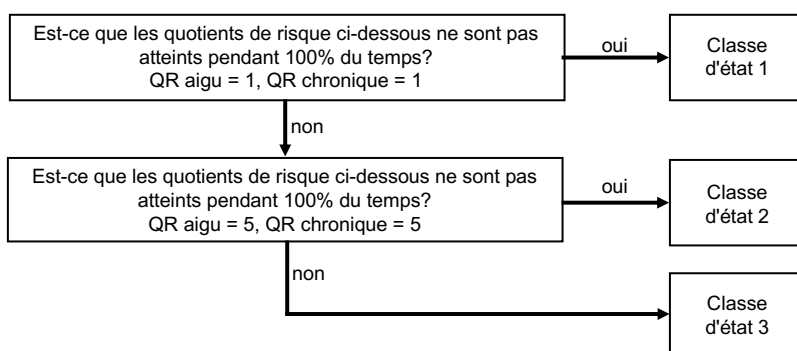 Est-ce que les quotients de risque ci-dessous ne sont pas
atteints pendant 100% du temps?
QR aigu = 1, QR chronique = 1
oui
Classe
d'état 1
non
Est-ce que les quotients de risque ci-dessous ne sont pas
atteints pendant 100% du temps?
QR aigu = 5, QR chronique = 5
oui
Classe
d'état 2
non
Classe
d'état 3